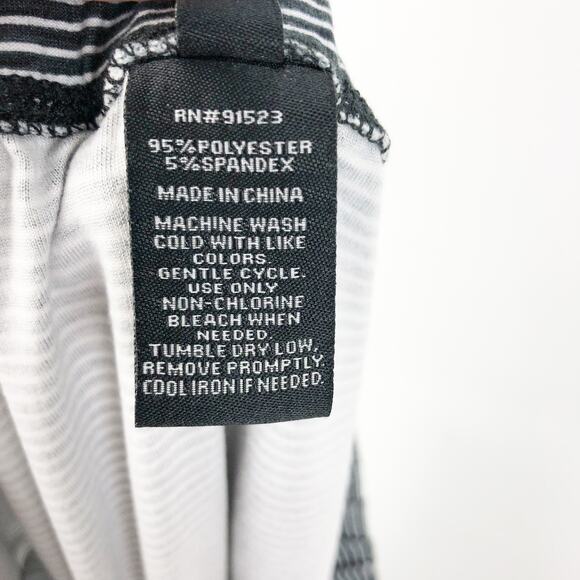 RN#91523
95%POLYESTER
5%SPANDEX
MADE IN CHINA
MACHINE WASH
COLD WITH LIKE
COLORS.
GENTLE CYCLE.
USE ONLY
NON-CHLORINE
BLEACH WHEN
NEEDED
TUMBLE DRY LOW,
REMOVE PROMPTLY.
COOL IRON IF NEEDED.